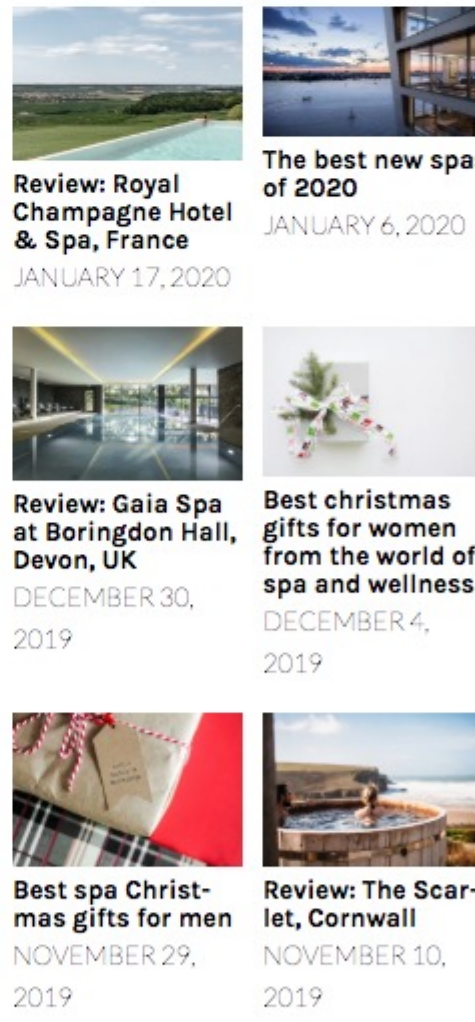 Review: Royal
Champagne Hotel
& Spa, France
JANUARY 17, 2020
The best new spa
of 2020
JANUARY 6, 2020
Review: Gaia Spa
at Boringdon Hall,
Devon, UK
DECEMBER 30,
2019
Best christmas
gifts for women
from the world of
spa and wellness
DECEMBER 4,
2019
Best spa Christ-
mas gifts for men
NOVEMBER 29,
2019
Review: The Scar-
let, Cornwall
NOVEMBER 10,
2019